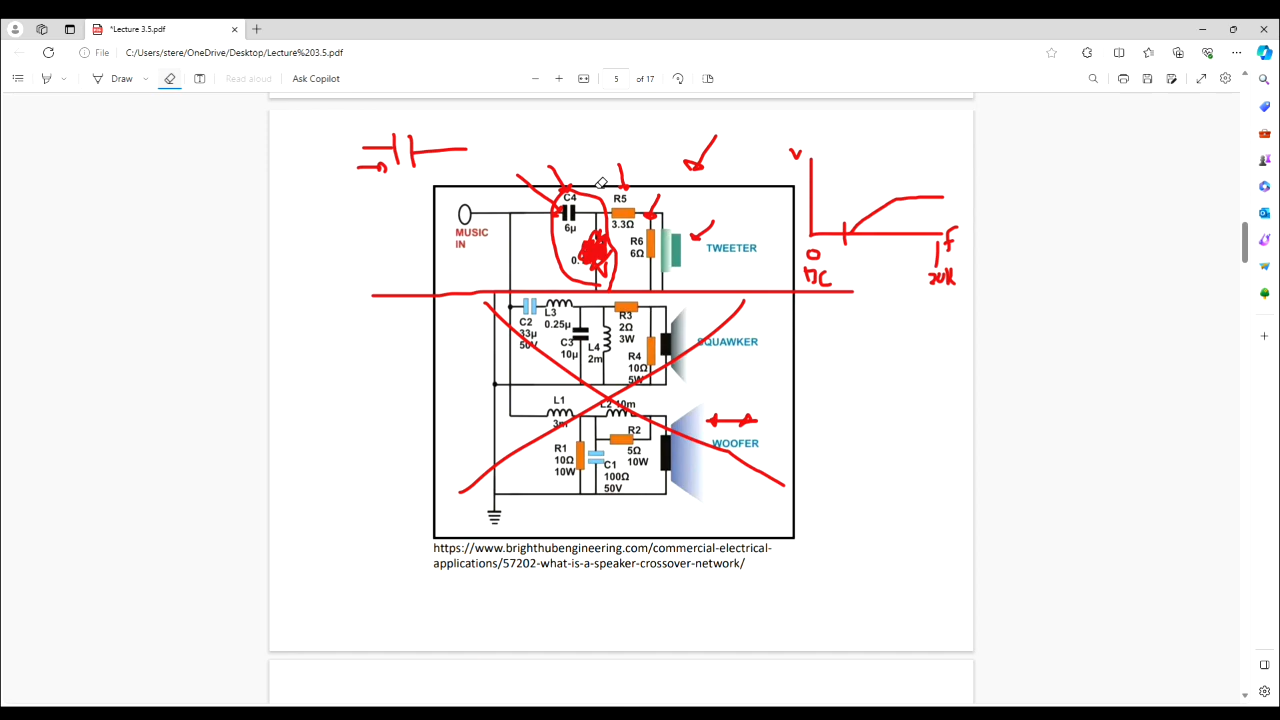 *Lecture 3.5.pdf
File
C:/Users/stere/OneDrive/Desktop/Lecture%203.5.pdf
Draw
Read aloud
Ask Copilot
5
of 17
C4
6μ
R5
3.3Ω
R6
6Ω
0.
MUSIC
IN
TWEETER
V
F
0
DC
20K
C2
33μ
50V
L3
0.25μ
C3
10μ
L4
2m
R3
2Ω
3W
R4
10Ω
5W
SQUAWKER
L1
3m
L2 10m
R1
10Ω
10W
R2
5Ω
10W
C1
100Ω
50V
WOOFER
https://www.brighthubengineering.com/commercial-electrical-
applications/57202-what-is-a-speaker-crossover-network/